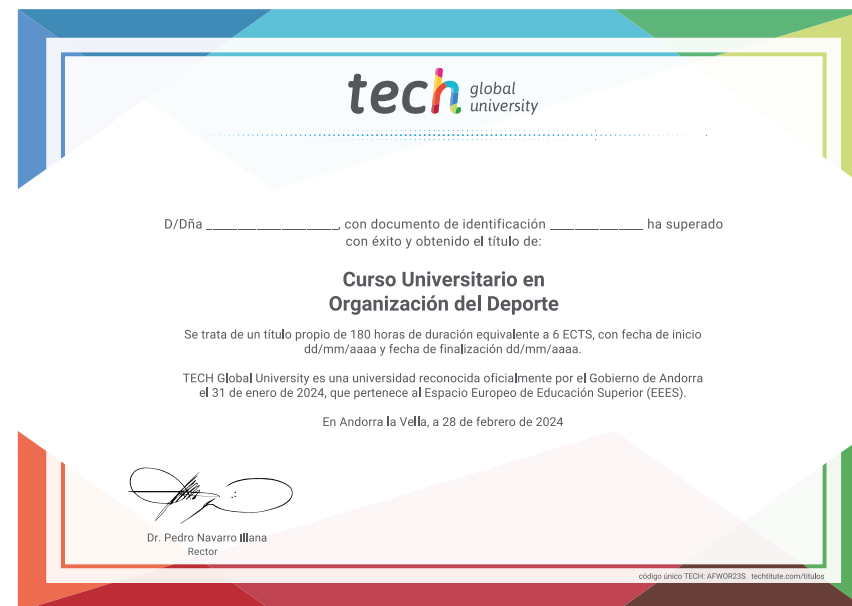 tech global university
D/Dña ______________________, con documento de identificación _______________ ha superado
con éxito y obtenido el título de:
Curso Universitario en
Organización del Deporte
Se trata de un título propio de 180 horas de duración equivalente a 6 ECTS, con fecha de inicio
dd/mm/aaaa y fecha de finalización dd/mm/aaaa.
TECH Global University es una universidad reconocida oficialmente por el Gobierno de Andorra
el 31 de enero de 2024, que pertenece al Espacio Europeo de Educación Superior (EEES).
En Andorra la Vella, a 28 de febrero de 2024
Dr. Pedro Navarro Illana
Rector
código único TECH: AFWOR23S techtitute.com/titulos